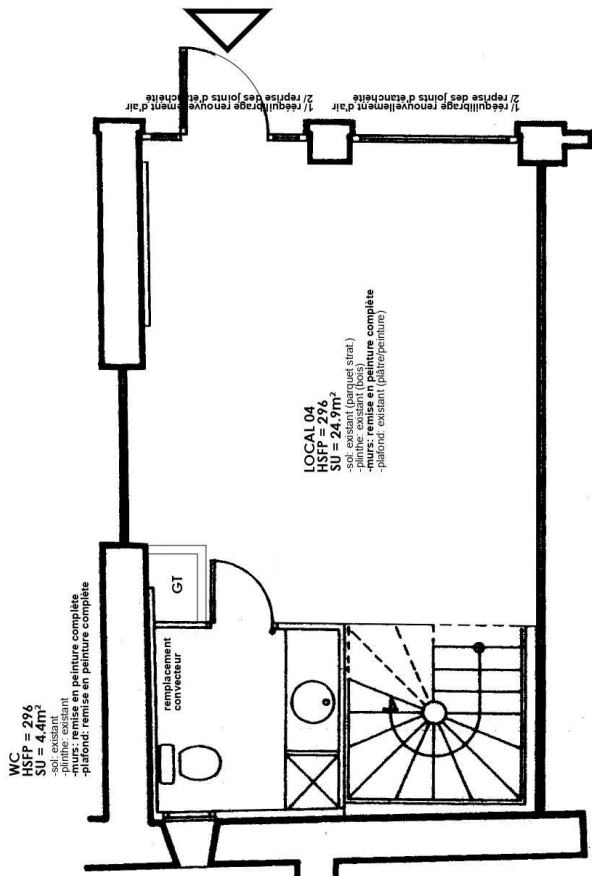 WC
HSFP = 296
SU = 4.4m²
-sol: existant
-plinthe: existant
-murs: remise en peinture complète
-plafond: remise en peinture complète
remplacement
convecteur
GT
LOCAL 04
HSFP = 296
SU = 24.9m²
-sol: existant (parquet strat.)
-plinthe: existant (bois)
-murs: remise en peinture complète
-plafond: existant (plâtre/peinture)
1/ rééquilibrage renouvellement d'air
2/ reprise des joints d'étanchéité
1/ rééquilibrage renouvellement d'air
2/ reprise des joints d'étanchéité